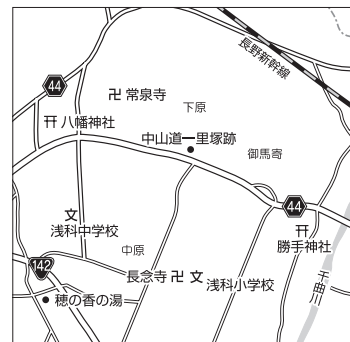 長野新幹線
44
卍 常泉寺
下原
八幡神社
中山道一里塚跡
御馬寄
44
文
浅科中学校
勝手神社
中原
142
長念寺 卍 文
浅科小学校
千曲川
穂の香の湯